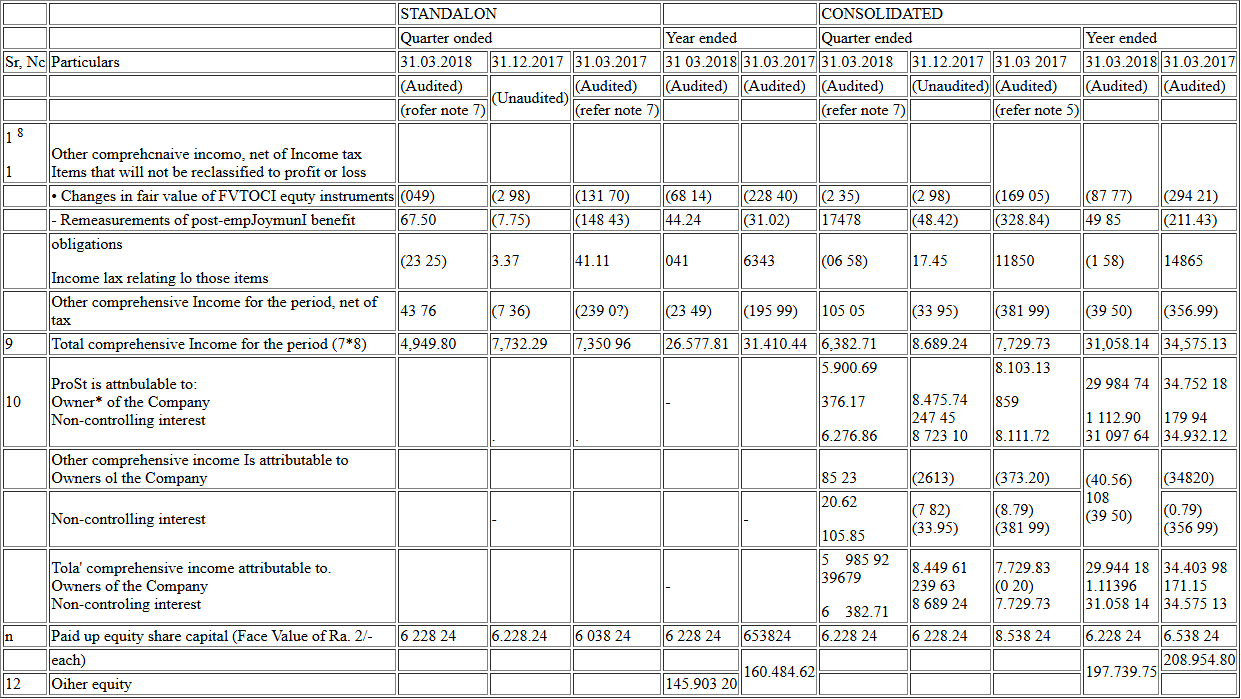 STANDALON CONSOLIDATED
Quarter onded Year ended Quarter ended Yeer ended
Sr, Nc Particulars 31.03.2018 31.12.2017 31.03.2017 31 03.2018 31.03.2017 31.03.2018 31.12.2017 31.03 2017 31.03.2018 31.03.2017
(Audited) (Unaudited) (Audited) (Audited) (Audited) (Audited) (Unaudited) (Audited) (Audited) (Audited)
(rofer note 7) (refer note 7) (refer note 7) (refer note 5)
1 8
Other comprehcnaive incomo, net of Income tax
1 Items that will not be reclassified to profit or loss
• Changes in fair value of FVTOCI equty instruments (049) (2 98) (131 70) (68 14) (228 40) (2 35) (2 98) (169 05) (87 77) (294 21)
- Remeasurements of post-empJoymunI benefit 67.50 (7.75) (148 43) 44.24 (31.02) 17478 (48.42) (328.84) 49 85 (211.43)
obligations
Income lax relating lo those items (23 25) 3.37 41.11 041 6343 (06 58) 17.45 11850 (1 58) 14865
Other comprehensive Income for the period, net of
tax 43 76 (7 36) (239 0?) (23 49) (195 99) 105 05 (33 95) (381 99) (39 50) (356.99)
9 Total comprehensive Income for the period (7*8) 4,949.80 7,732.29 7,350 96 26.577.81 31.410.44 6,382.71 8.689.24 7,729.73 31,058.14 34,575.13
5.900.69 8.103.13
ProSt is attnbulable to: 29 984 74 34.752 18
10 Owner* of the Company - 376.17 8.475.74 859
Non-controlling interest 247 45 1 112.90 179 94
. . 6.276.86 8 723 10 8.111.72 31 097 64 34.932.12
Other comprehensive income Is attributable to
Owners ol the Company 85 23 (2613) (373.20) (40.56) (34820)
20.62 108
Non-controlling interest - - (7 82) (8.79) (39 50) (0.79)
105.85 (33.95) (381 99) (356 99)
5 985 92
Tola' comprehensive income attributable to. 8.449 61 7.729.83 29.944 18 34.403 98
Owners of the Company - 39679 239 63 (0 20) 1.11396 171.15
Non-controling interest 6 382.71 8 689 24 7.729.73 31.058 14 34.575 13
n Paid up equity share capital (Face Value of Ra. 2/- 6 228 24 6.228.24 6 038 24 6 228 24 653824 6.228.24 6 228.24 8.538 24 6.228 24 6.538 24
each) 160.484.62 197.739.75 208.954.80
12 Oiher equity 145.903 20